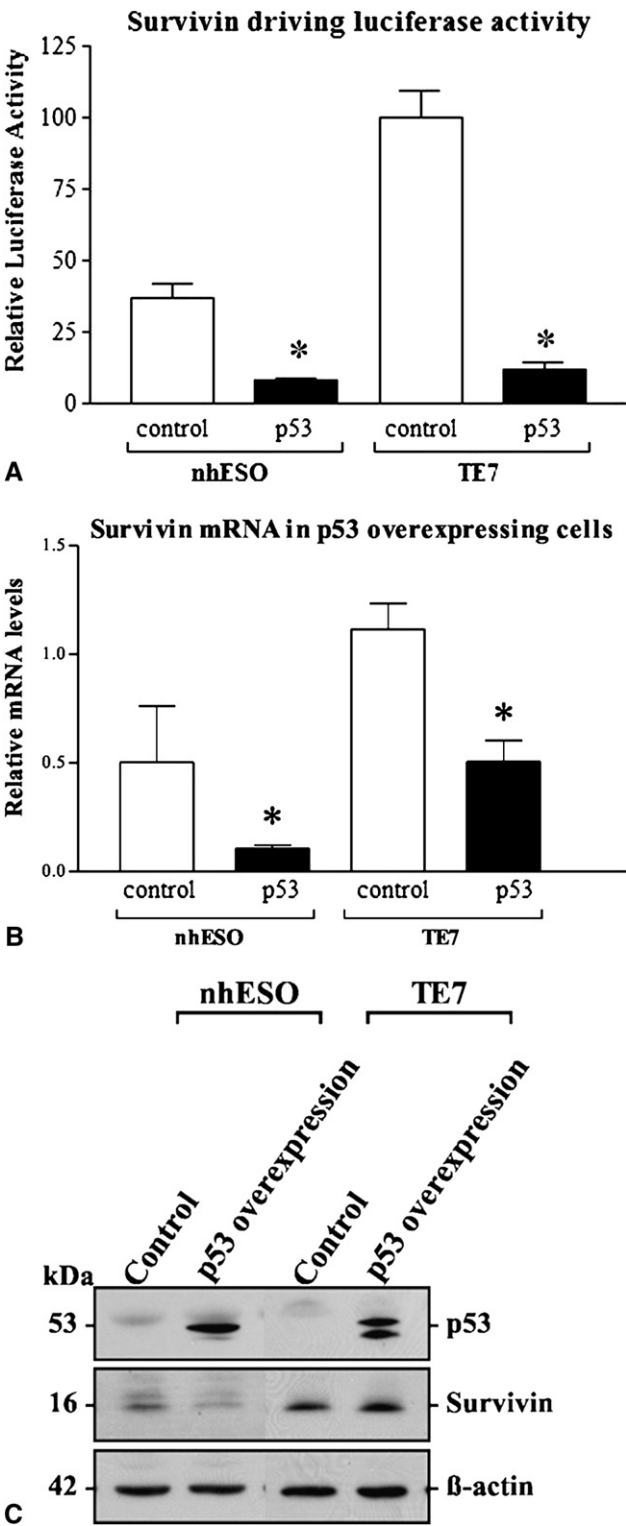 Survivin driving luciferase activity
Relative Luciferase Activity
125
100
75
50
25
0
*
*
control p53 control p53
nhESO TE7
A
Survivin mRNA in p53 overexpressing cells
Relative mRNA levels
1.5
1.0
0.5
0.0
*
*
control p53 control p53
nhESO TE7
B
nhESO TE7
Control p53 overexpression Control p53 overexpression
kDa
53 p53
16 Survivin
42 ß-actin
C